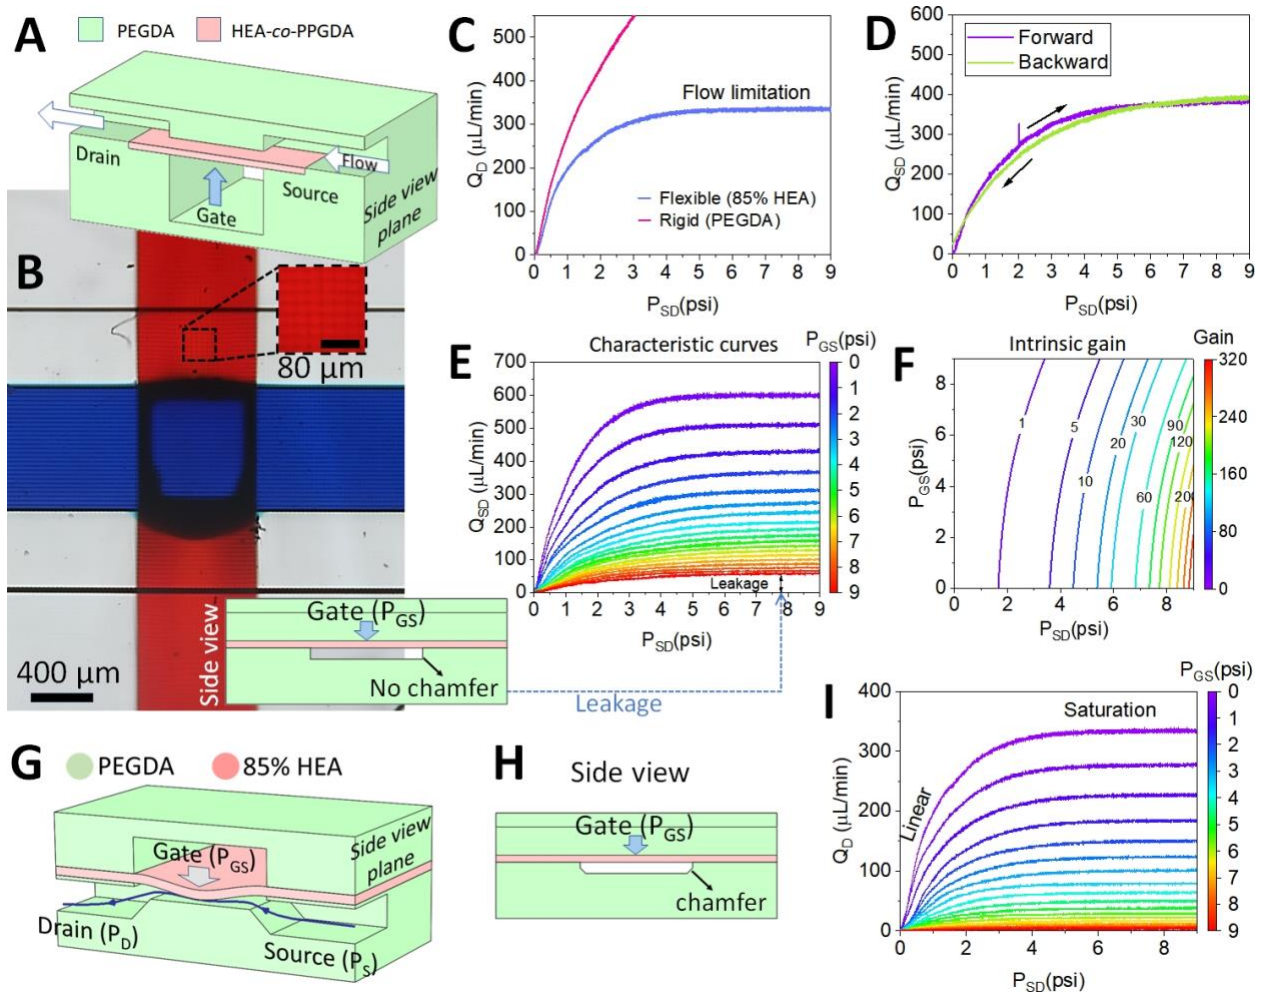 A
PEGDA
HEA-co-PPGDA
Drain
Flow
Source
Gate
Side view
plane
B
80 µm
400 µm
Side view
Gate (PGS)
No chamfer
Leakage
C
500
400
300
200
100
0
QD (µL/min)
Flow limitation
Flexible (85% HEA)
Rigid (PEGDA)
0 1 2 3 4 5 6 7 8 9
PSD(psi)
D
600
500
400
300
200
100
0
QSD (µL/min)
Forward
Backward
0 1 2 3 4 5 6 7 8 9
PSD(psi)
E
Characteristic curves
PGS(psi)
700
600
500
400
300
200
100
0
QSD (µL/min)
Leakage
0 1 2 3 4 5 6 7 8 9
PSD(psi)
0
1
2
3
4
5
6
7
8
9
F
Intrinsic gain
Gain
8
6
4
2
0
PGS(psi)
1
5
10
20
30
60
90
120
200
0 2 4 6 8
PSD(psi)
320
240
160
80
0
G
PEGDA
85% HEA
Side view
plane
Gate (PGS)
Drain (PD)
Source (PS)
H
Side view
Gate (PGS)
chamfer
I
PGS(psi)
400
300
200
100
0
QD (µL/min)
Linear
Saturation
0 2 4 6 8
PSD(psi)
0
1
2
3
4
5
6
7
8
9